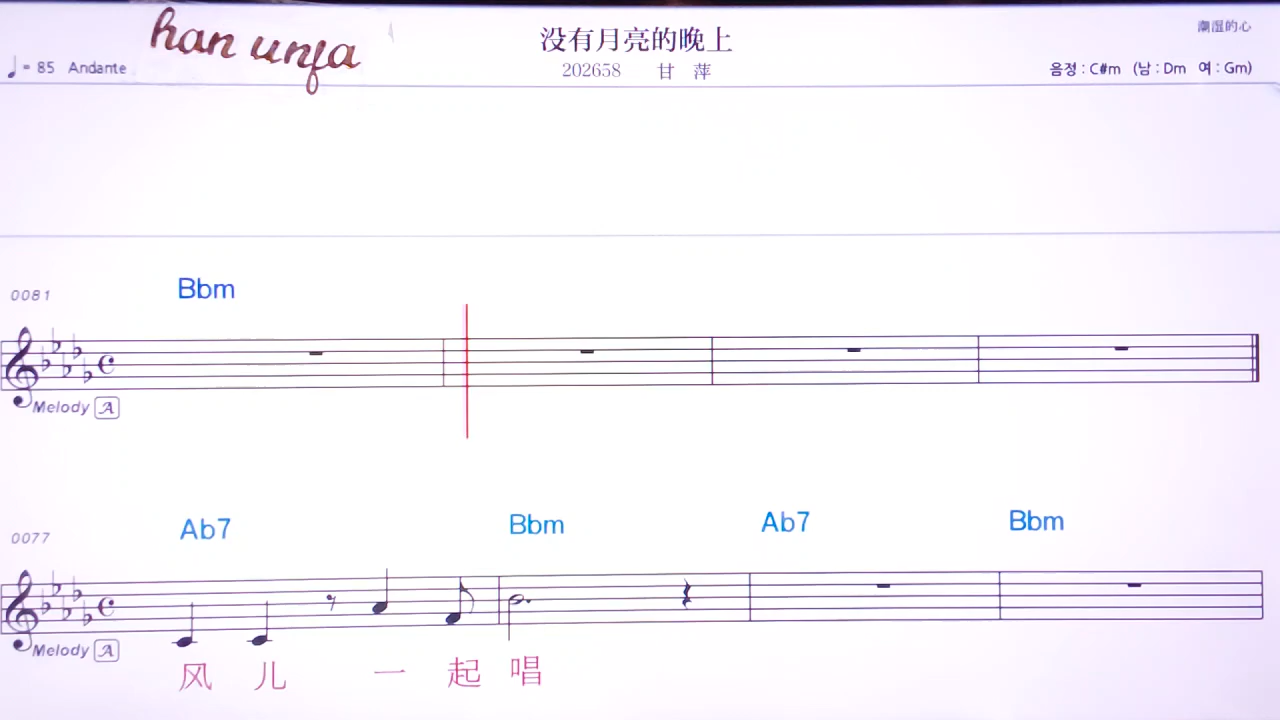 han unfa
没有月亮的晚上
潮湿的心
♩= 85 Andante
202658 甘 萍
음정 : C#m (남 : Dm 여 : Gm)
0081
Bbm
Melody A
0077
Ab7 Bbm Ab7 Bbm
Melody A
风 儿 一 起 唱